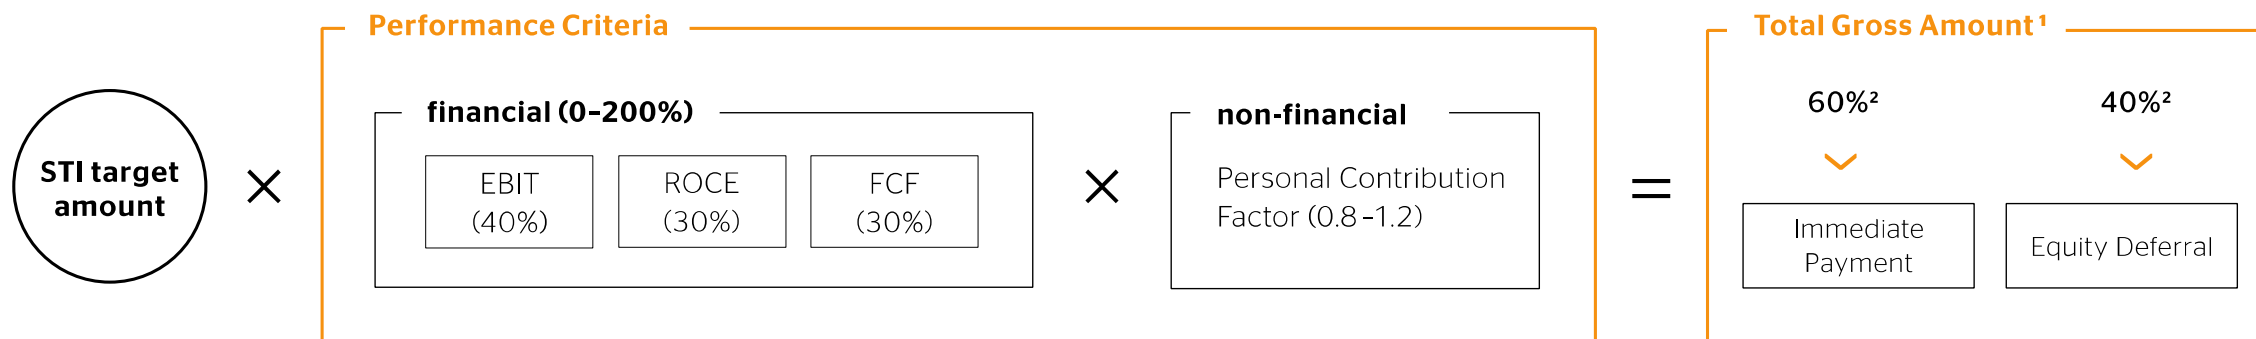 Performance Criteria
Total Gross Amount¹
STI target
amount
×
financial (0–200%)
EBIT
(40%)
ROCE
(30%)
FCF
(30%)
×
non-financial
Personal Contribution
Factor (0.8–1.2)
=
60%²
Immediate
Payment
40%²
Equity Deferral